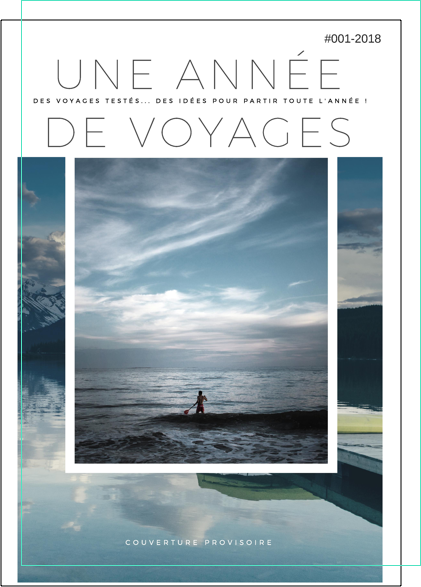 #001-2018
UNE ANNÉE
DES VOYAGES TESTÉS... DES IDÉES POUR PARTIR TOUTE L'ANNÉE !
DE VOYAGES
COUVERTURE PROVISOIRE